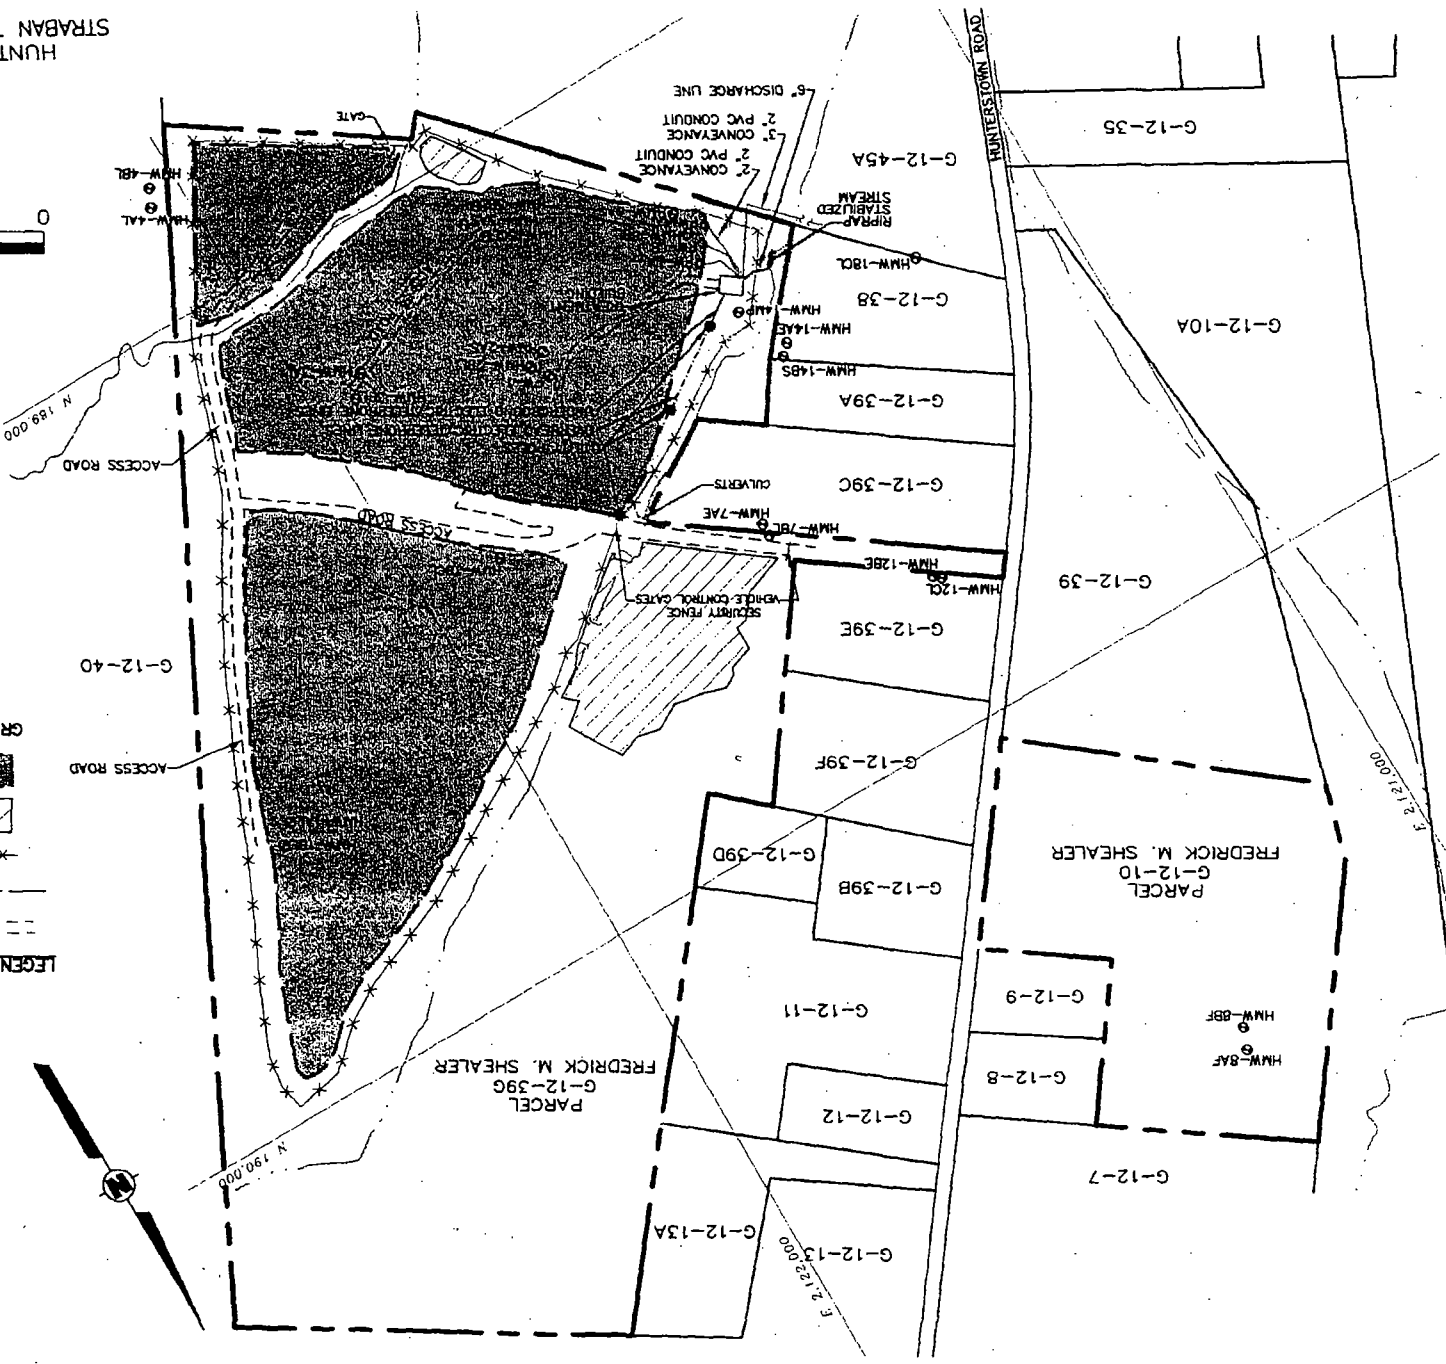 G-12-13
G-12-13A
E 2,122,000
G-12-7
N 190,000
N
G-12-12
PARCEL
G-12-39G
FREDRICK M. SHEALER
G-12-8
HMW-8AF
HMW-8BF
G-12-11
G-12-9
LEGEN
PARCEL
G-12-10
FREDRICK M. SHEALER
G-12-39B
G-12-39D
E 2,121,000
ACCESS ROAD
G-12-39F
GR
G-12-40
G-12-39E
SECURITY FENCE
VEHICLE CONTROL GATES
G-12-39
HMW-12CL
HMW-12BE
HMW-7BL
HMW-7AE
CULVERTS
ACCESS ROAD
G-12-39C
ACCESS ROAD
N 189,000
G-12-39A
HMW-14BS
HMW-14AE
HMW-4MP
G-12-38
G-12-10A
HMW-18CL
BUILDING
RIPRAP
STABILIZED
STREAM
0
HMW-4AL
HMW-4BL
2" CONVEYANCE
2" PVC CONDUIT
3" CONVEYANCE
2" PVC CONDUIT
6" DISCHARGE LINE
G-12-45A
G-12-35
GATE
HUNTERSTOWN ROAD
HUNT
STRABAN